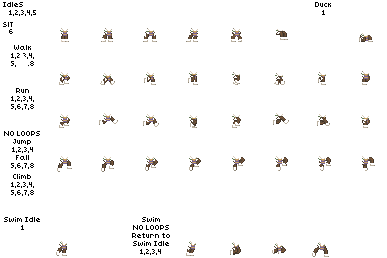 IdleS
1,2,3,4,5
Duck
1
SIT
6
Walk
1,2,3,4,
5, ,8
Run
1,2,3,4,
5,6,7,8
NO LOOPS
Jump
1,2,3,4
Fall
5,6,7,8
Climb
1,2,3,4,
5,6,7,8
Swim Idle
1
Swim
NO LOOPS
Return to
Swim Idle
1,2,3,4